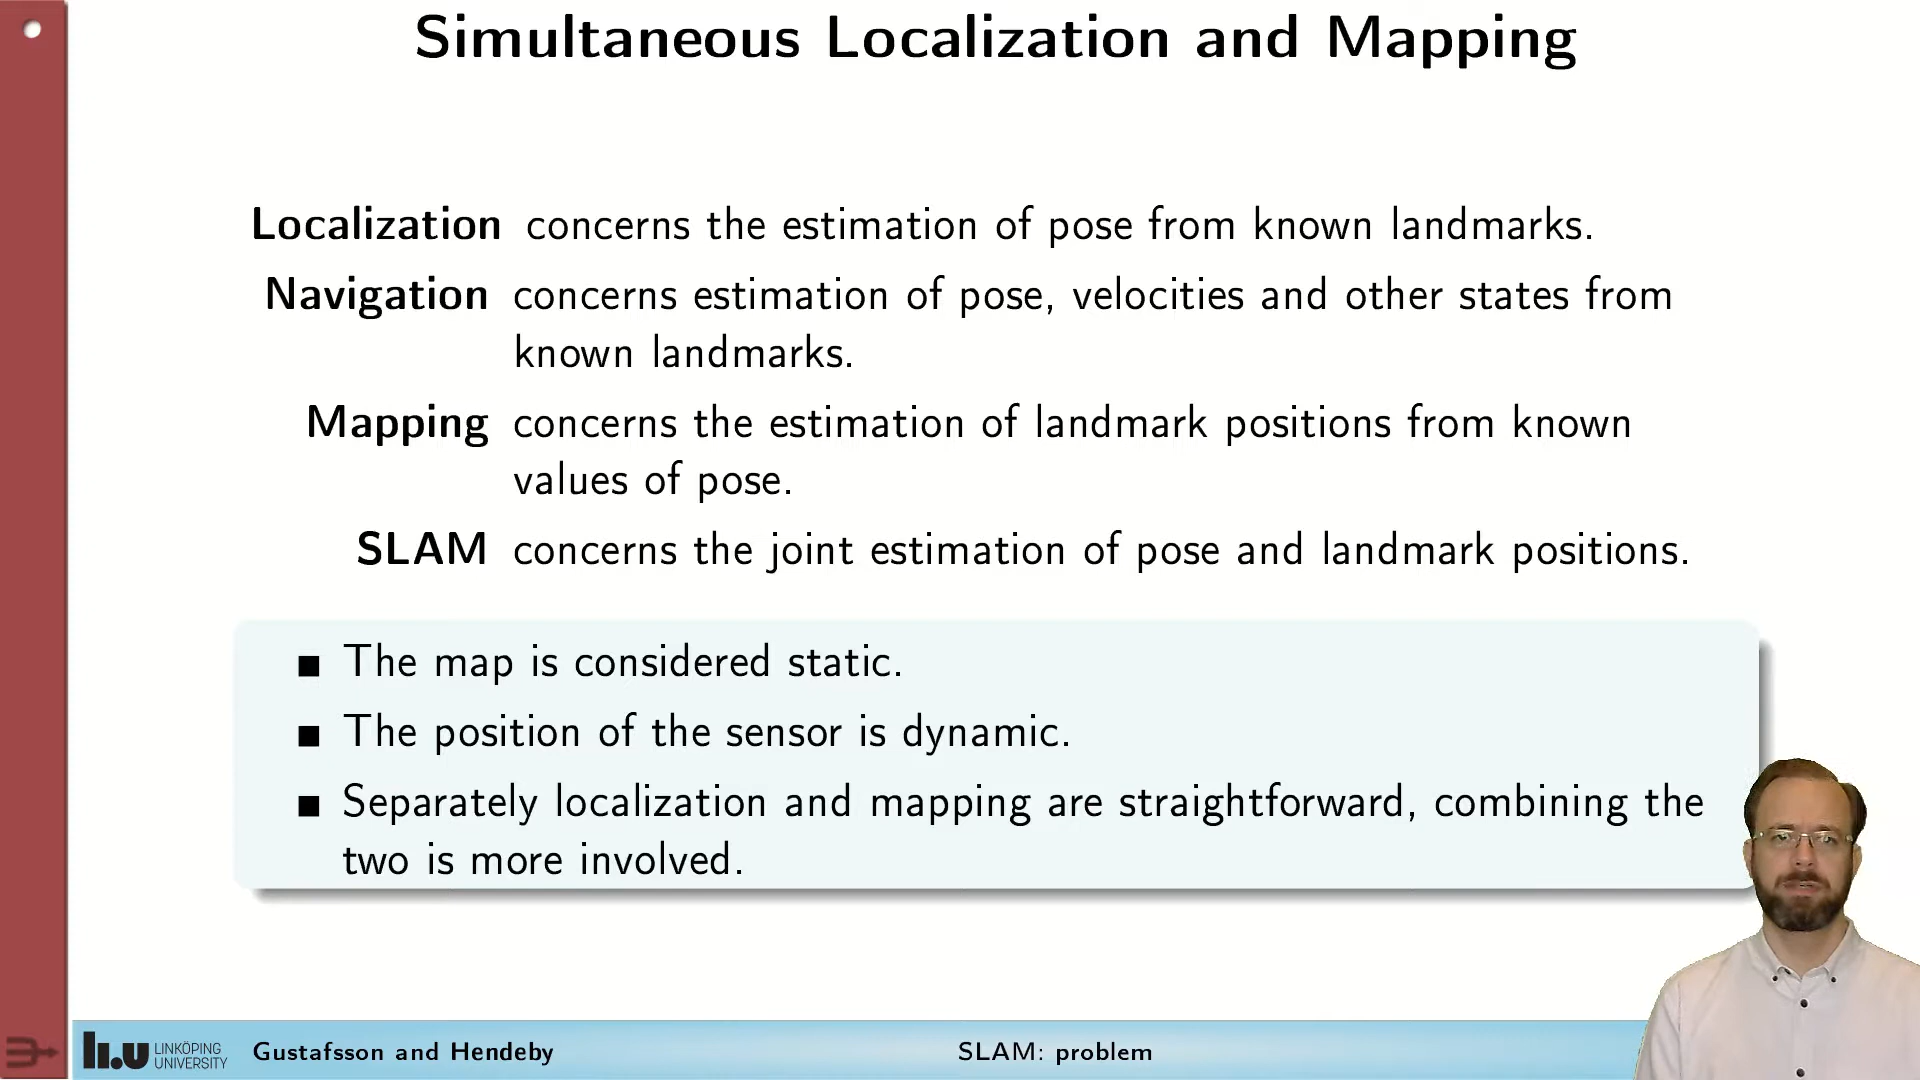 Simultaneous Localization and Mapping
Localization concerns the estimation of pose from known landmarks.
Navigation concerns estimation of pose, velocities and other states from
known landmarks.
Mapping concerns the estimation of landmark positions from known
values of pose.
SLAM concerns the joint estimation of pose and landmark positions.
■ The map is considered static.
■ The position of the sensor is dynamic.
■ Separately localization and mapping are straightforward, combining the
two is more involved.
li.u LINKÖPING
UNIVERSITY
Gustafsson and Hendeby
SLAM: problem